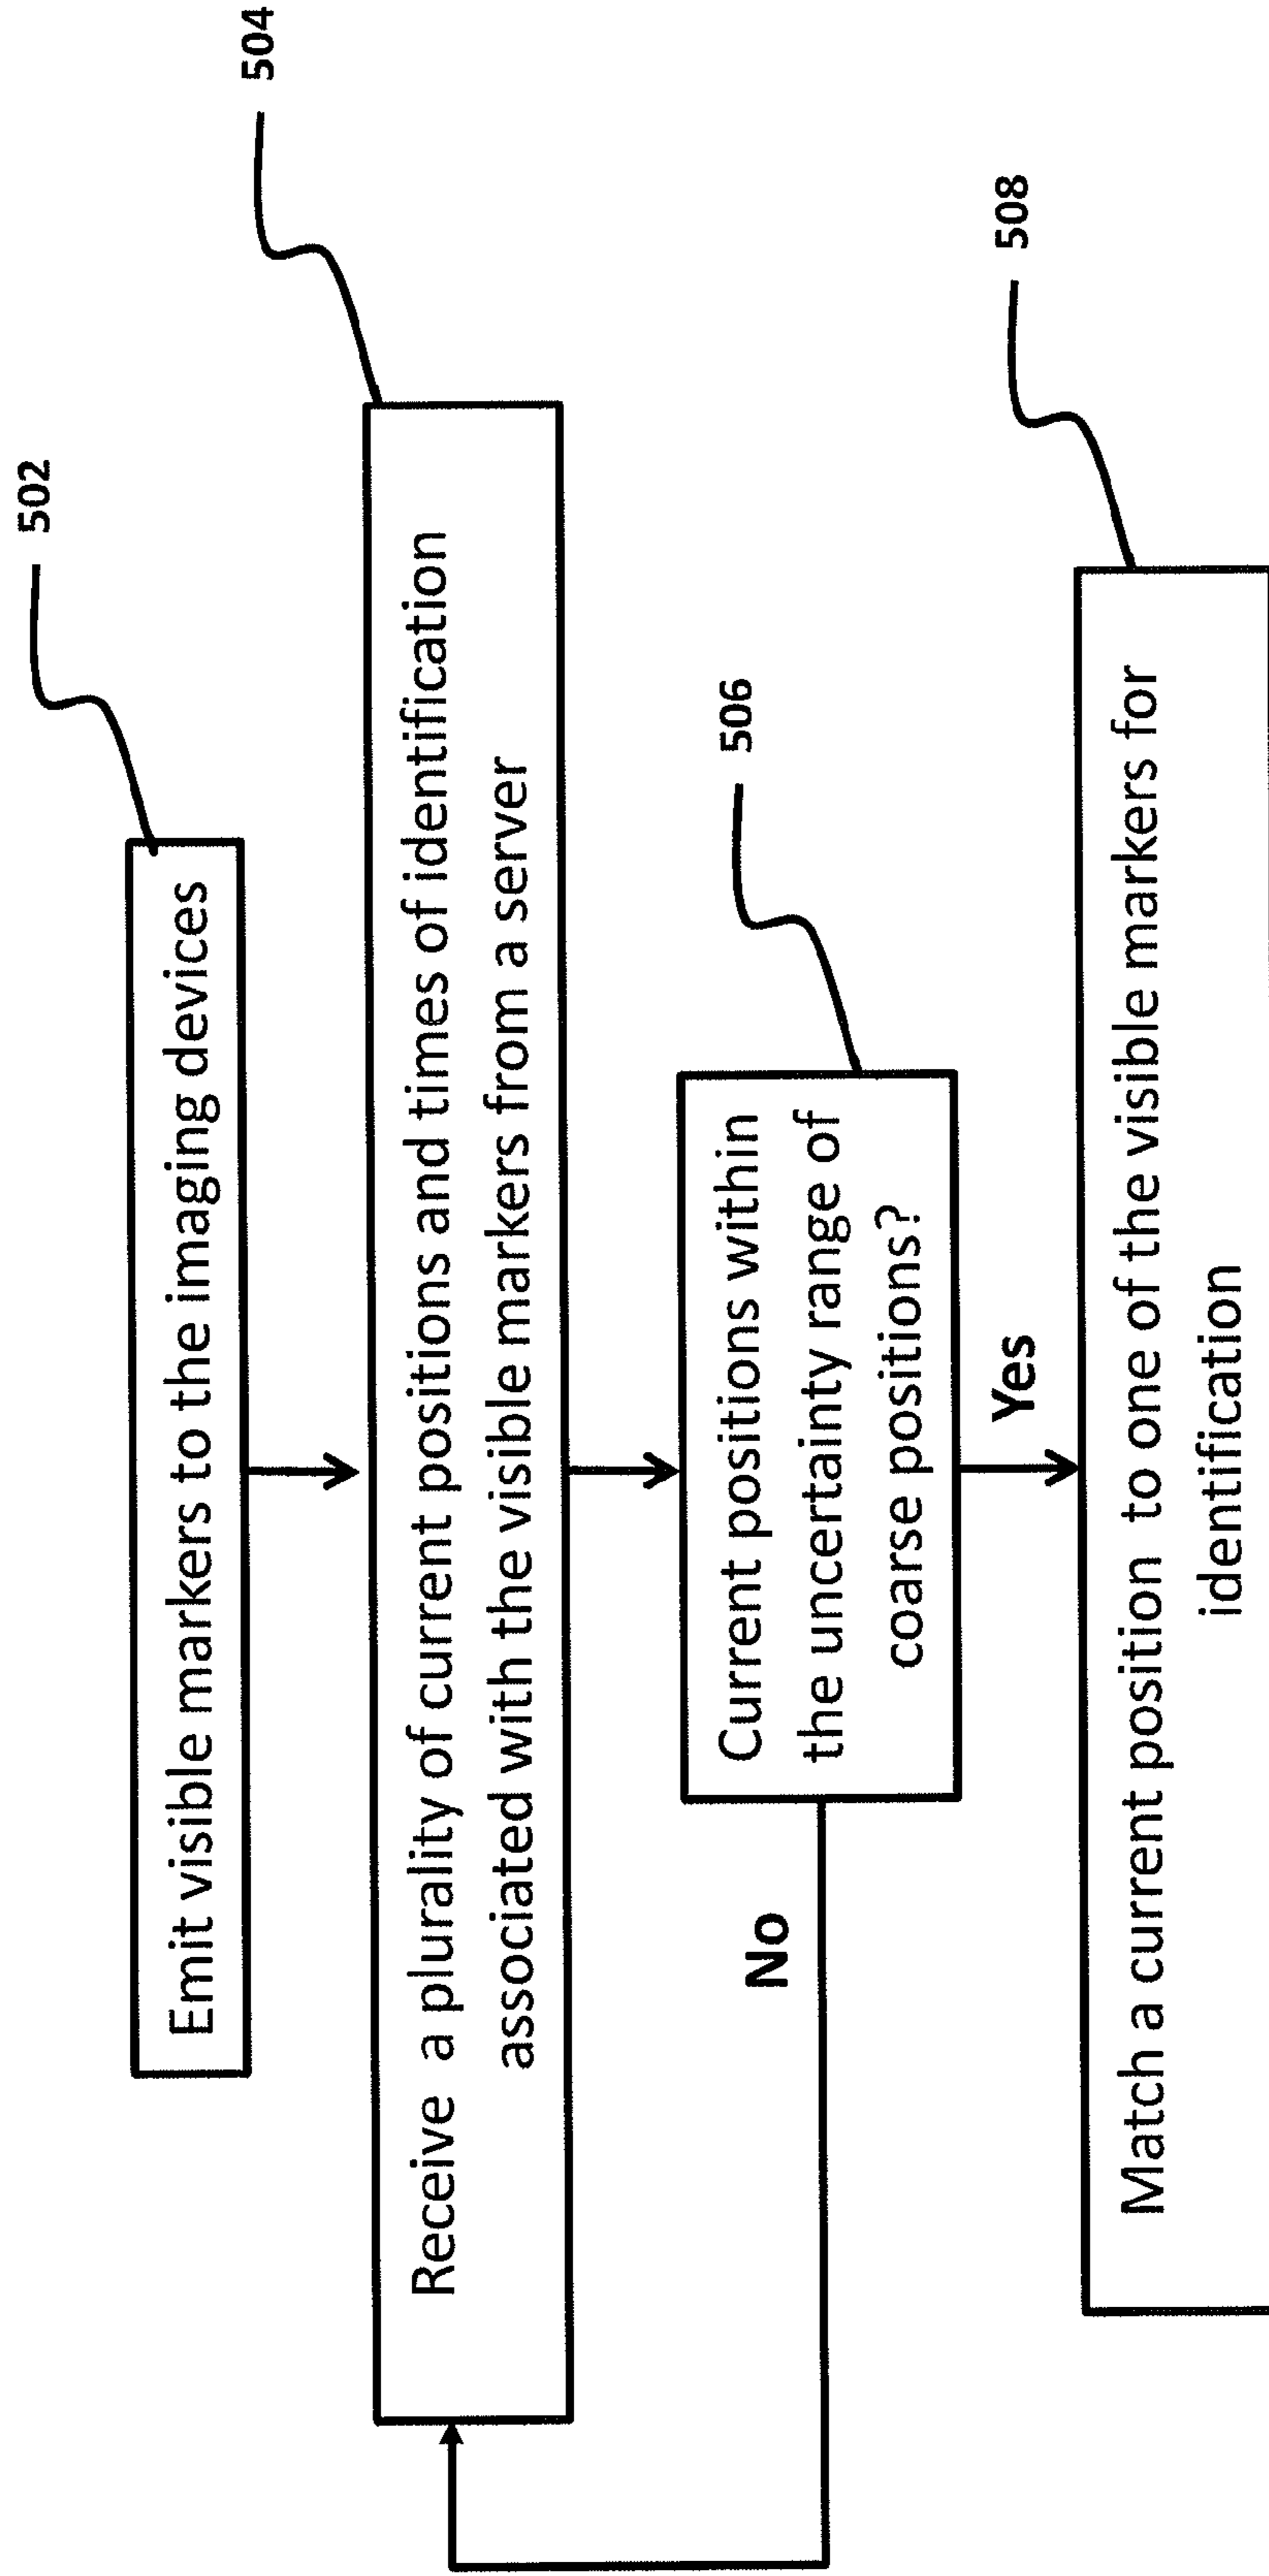 502
Emit visible markers to the imaging devices
504
Receive a plurality of current positions and times of identification
associated with the visible markers from a server
506
Current positions within
the uncertainty range of
coarse positions?
No
Yes
508
Match a current position to one of the visible markers for
identification